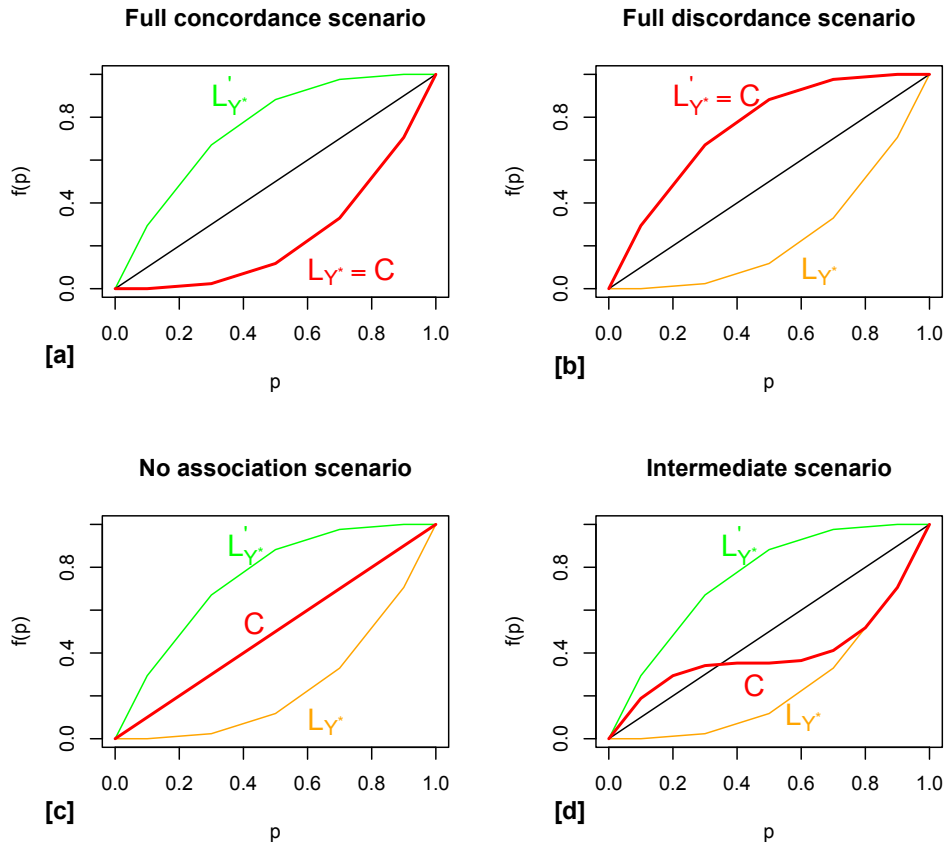 Full concordance scenario
L'Y*
f(p)
0.0 0.4 0.8
LY* = C
0.0 0.2 0.4 0.6 0.8 1.0
p
[a]
Full discordance scenario
L'Y* = C
f(p)
0.0 0.4 0.8
LY*
0.0 0.2 0.4 0.6 0.8 1.0
p
[b]
No association scenario
L'Y*
f(p)
0.0 0.4 0.8
C
LY*
0.0 0.2 0.4 0.6 0.8 1.0
p
[c]
Intermediate scenario
L'Y*
f(p)
0.0 0.4 0.8
C
LY*
0.0 0.2 0.4 0.6 0.8 1.0
p
[d]